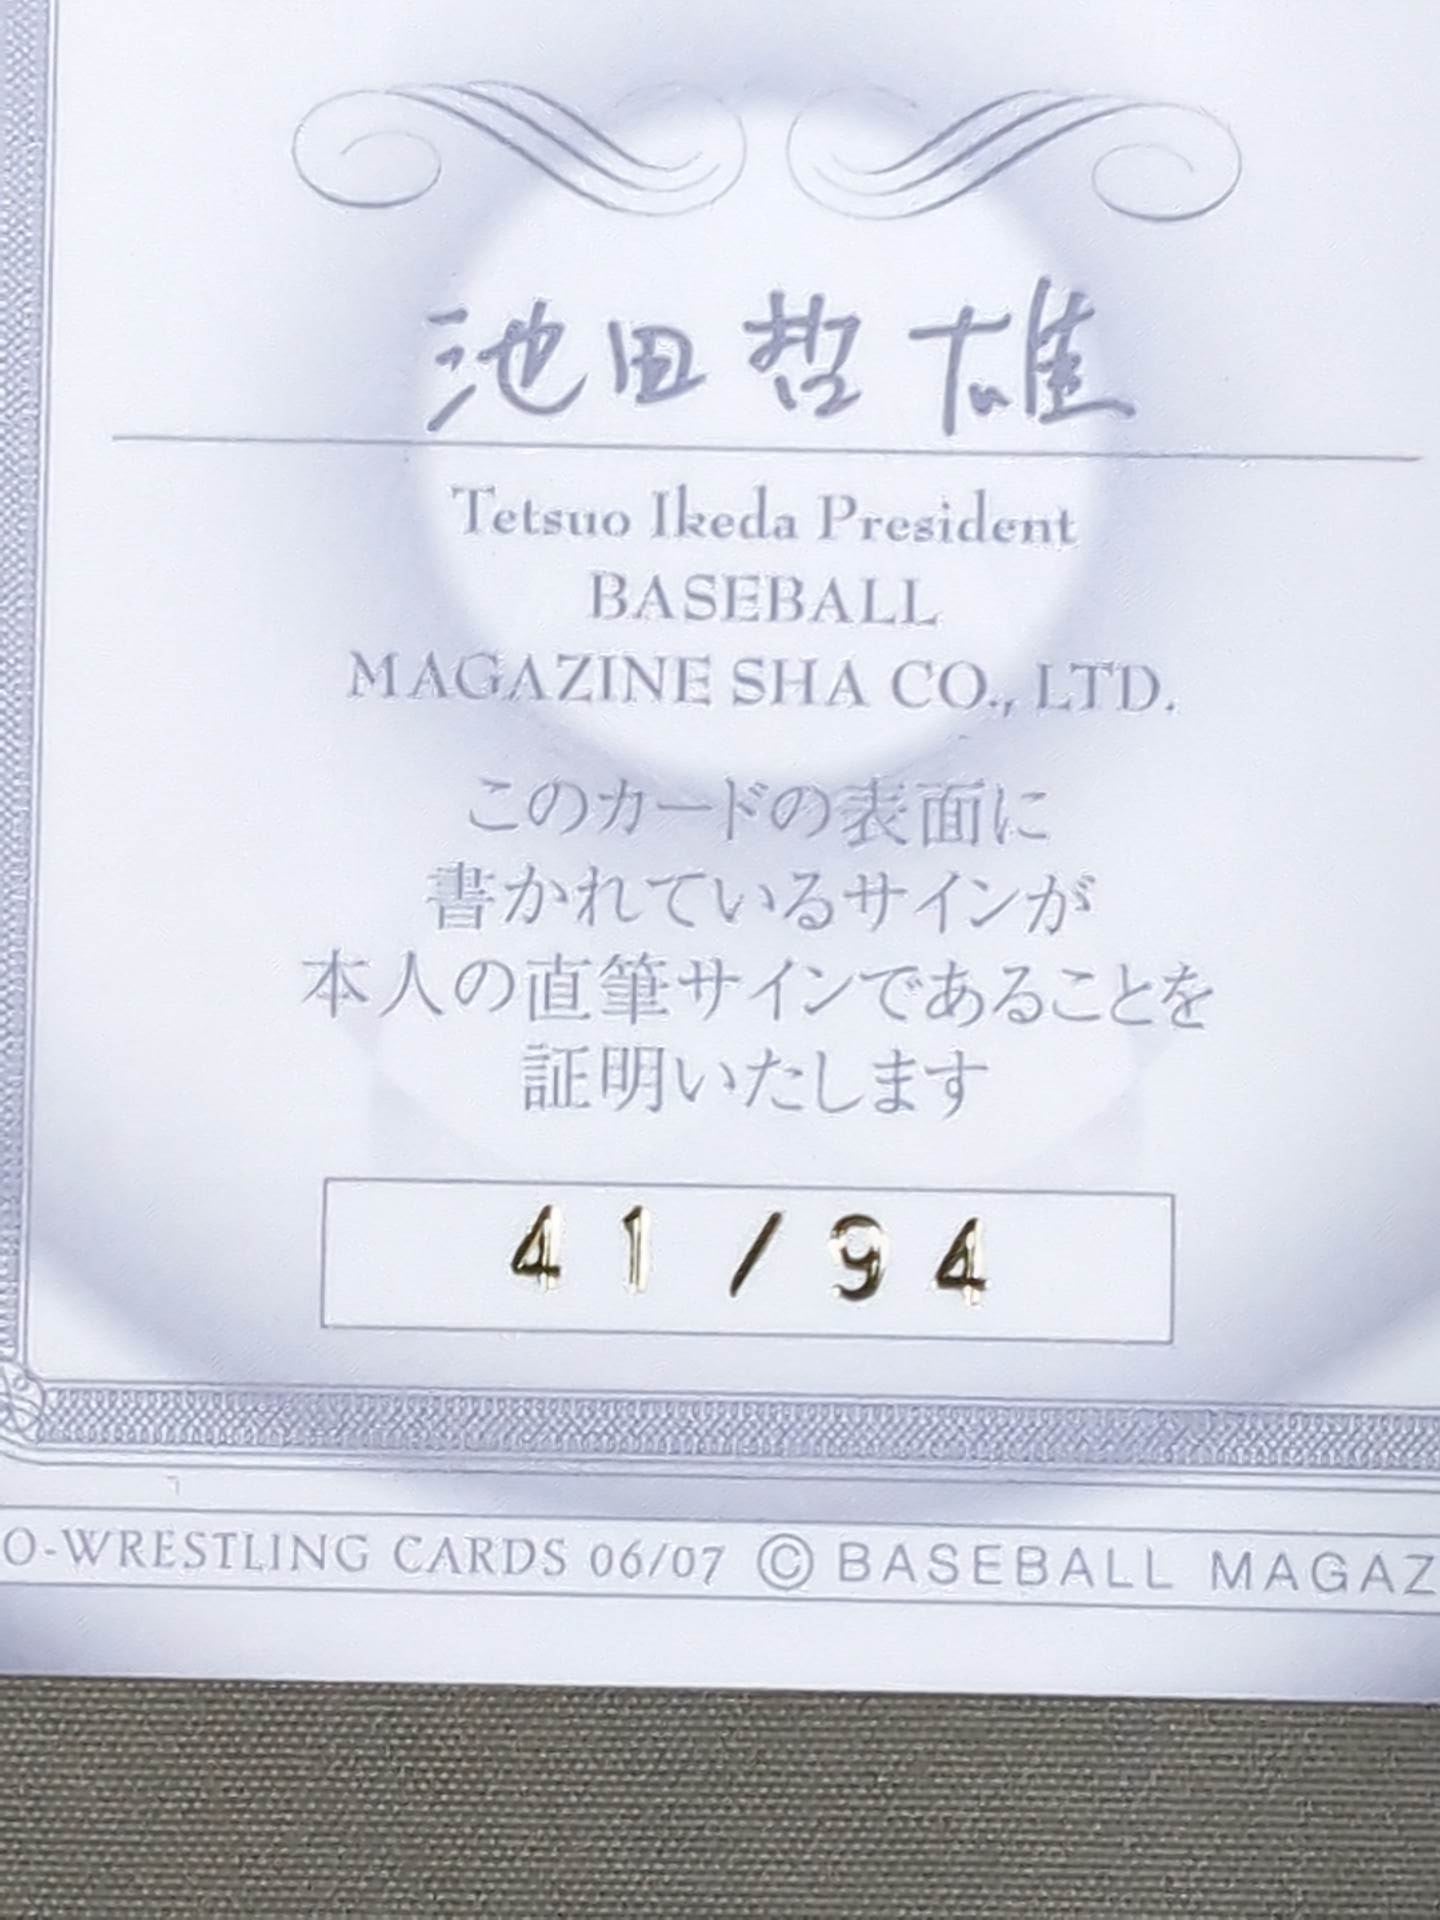 池田哲雄
Tetsuo Ikeda President
BASEBALL
MAGAZINE SHA CO., LTD.
このカードの表面に
書かれているサインが
本人の直筆サインであることを
証明いたします
41/94
O-WRESTLING CARDS 06/07 © BASEBALL MAGAZ